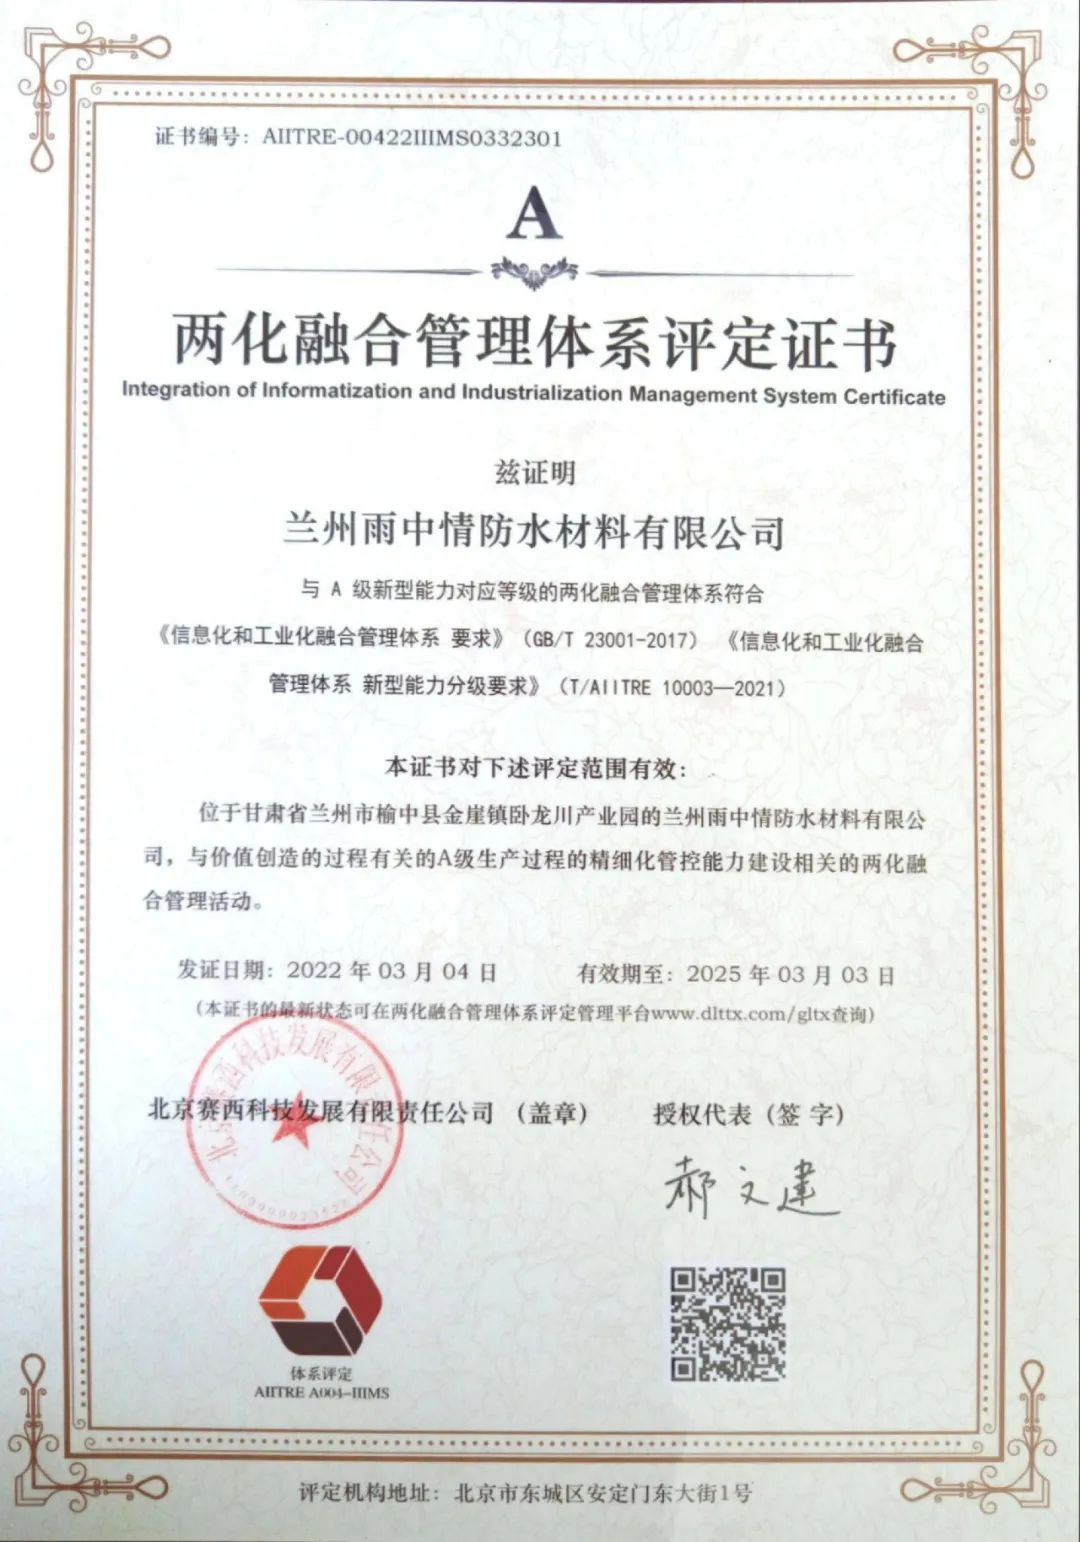 证书编号：AIITRE-00422IIIMS0332301
A
两化融合管理体系评定证书
Integration of Informatization and Industrialization Management System Certificate
兹证明
兰州雨中情防水材料有限公司
与 A 级新型能力对应等级的两化融合管理体系符合
《信息化和工业化融合管理体系 要求》（GB/T 23001-2017）《信息化和工业化融合
管理体系 新型能力分级要求》（T/AIITRE 10003—2021）
本证书对下述评定范围有效：
位于甘肃省兰州市榆中县金崖镇卧龙川产业园的兰州雨中情防水材料有限公
司，与价值创造的过程有关的A级生产过程的精细化管控能力建设相关的两化融
合管理活动。
发证日期：2022 年 03 月 04 日 有效期至：2025 年 03 月 03 日
（本证书的最新状态可在两化融合管理体系评定管理平台www.dlttx.com/gltx查询）
北京赛西科技发展有限责任公司
北京赛西科技发展有限责任公司 （盖章） 授权代表（签 字）
郝文建
体系评定
AIITRE A004-IIIMS
评定机构地址：北京市东城区安定门东大街1号